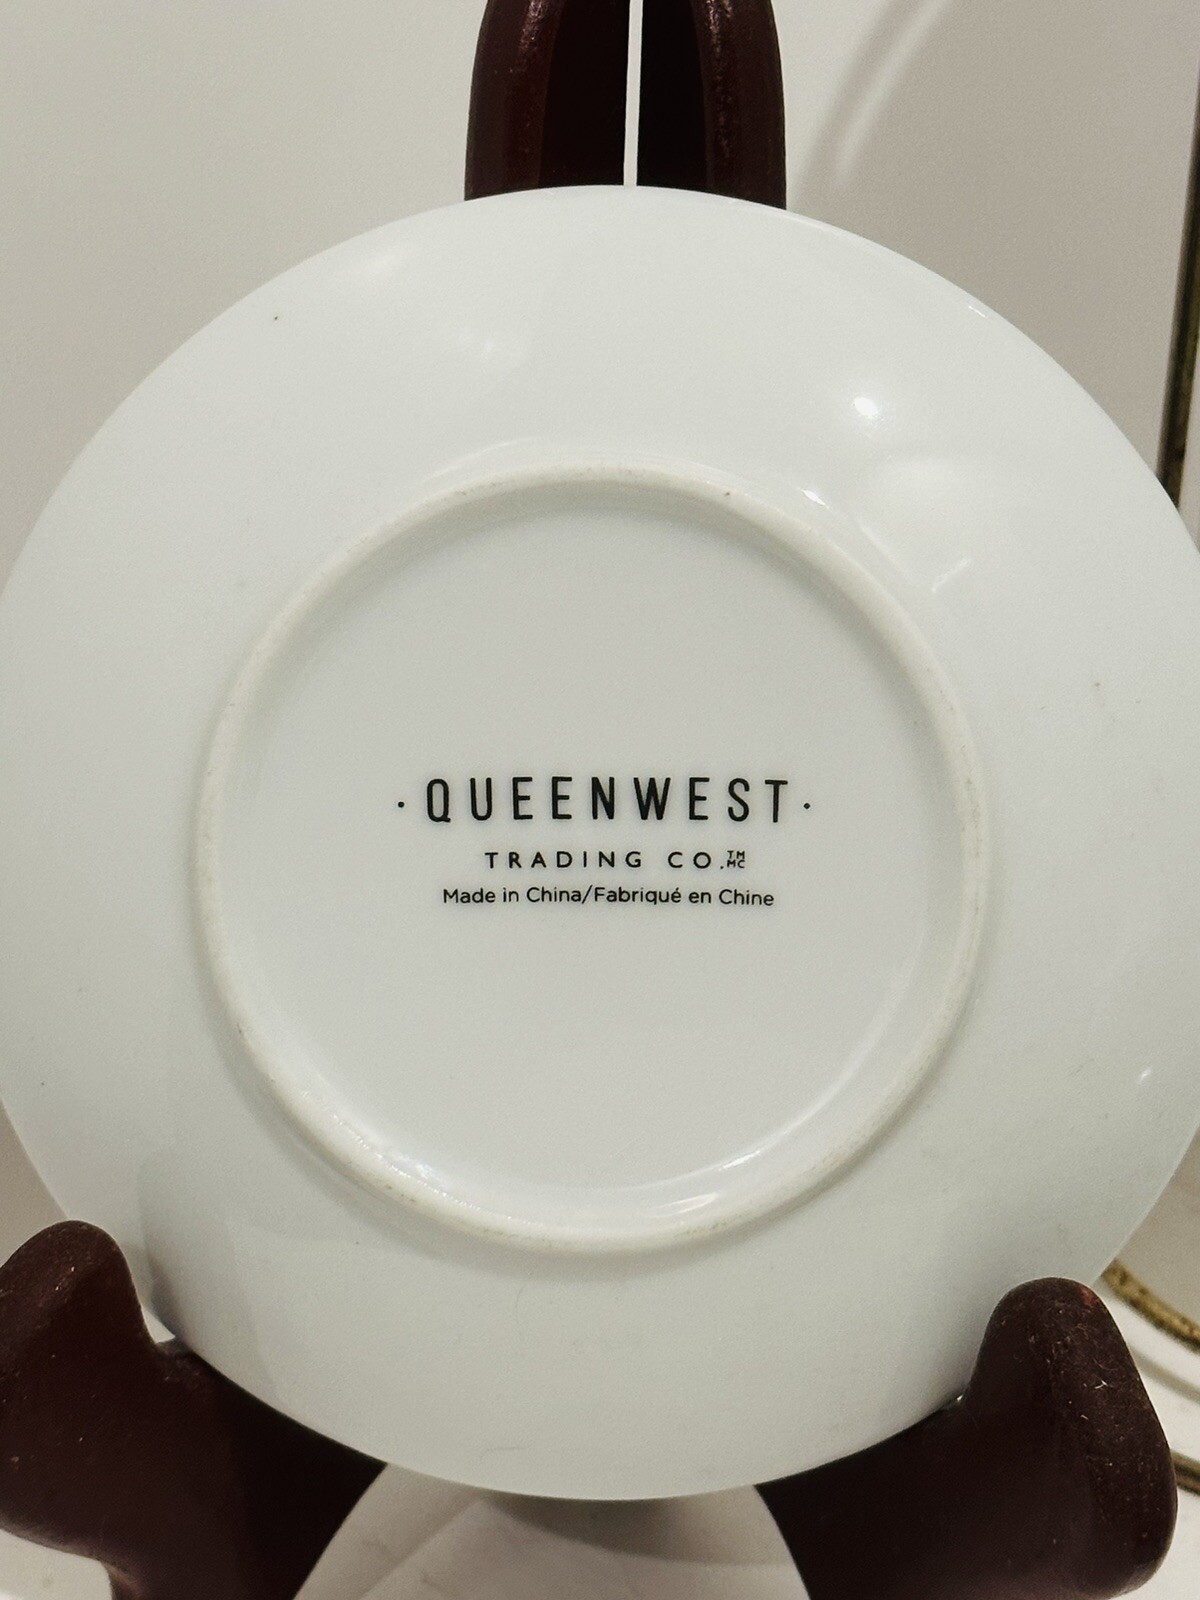 ·QUEENWEST·
TRADING CO.™ MC
Made in China/Fabriqué en Chine